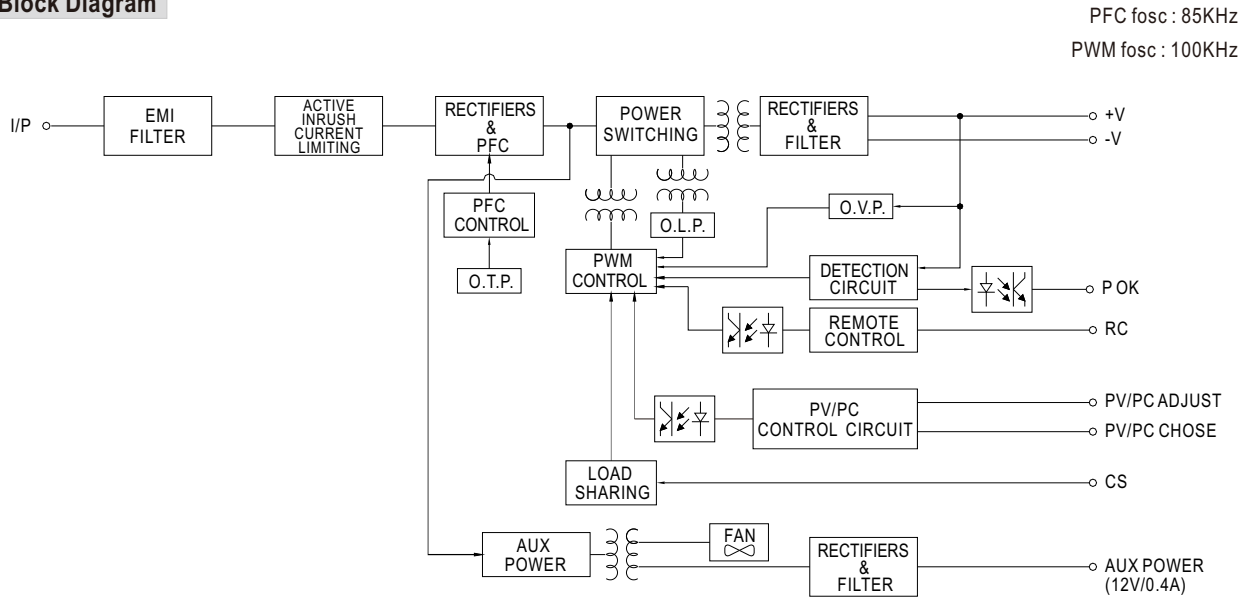 Block Diagram
PFC fosc : 85KHz
PWM fosc : 100KHz
I/P
EMI
FILTER
ACTIVE
INRUSH
CURRENT
LIMITING
RECTIFIERS
&
PFC
POWER
SWITCHING
RECTIFIERS
&
FILTER
+V
-V
PFC
CONTROL
O.L.P.
O.V.P.
O.T.P.
PWM
CONTROL
DETECTION
CIRCUIT
P OK
REMOTE
CONTROL
RC
PV/PC
CONTROL CIRCUIT
PV/PC ADJUST
PV/PC CHOSE
LOAD
SHARING
CS
AUX
POWER
FAN
RECTIFIERS
&
FILTER
AUX POWER
(12V/0.4A)